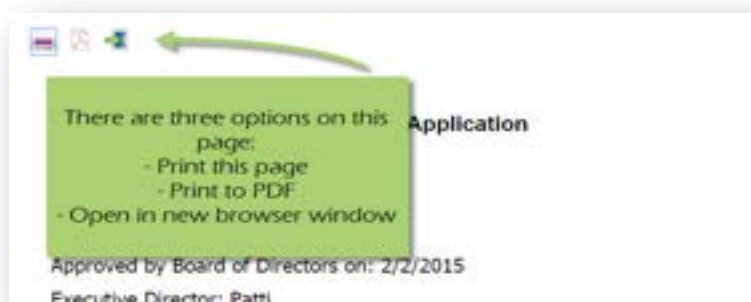 There are three options on this
page:
- Print this page
- Print to PDF
- Open in new browser window
Application
Approved by Board of Directors on: 2/2/2015
Executive Director: Patti